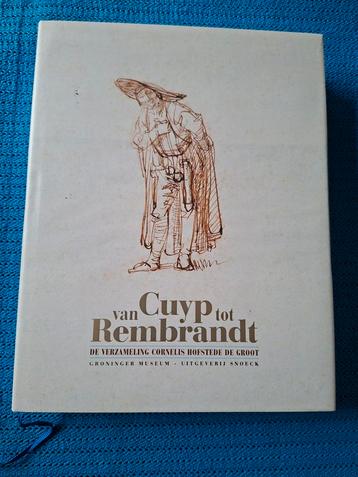 van Cuyp tot
Rembrandt
DE VERZAMELING CORNELIS HOFSTEDE DE GROOT
GRONINGER MUSEUM - UITGEVERIJ SNOECK